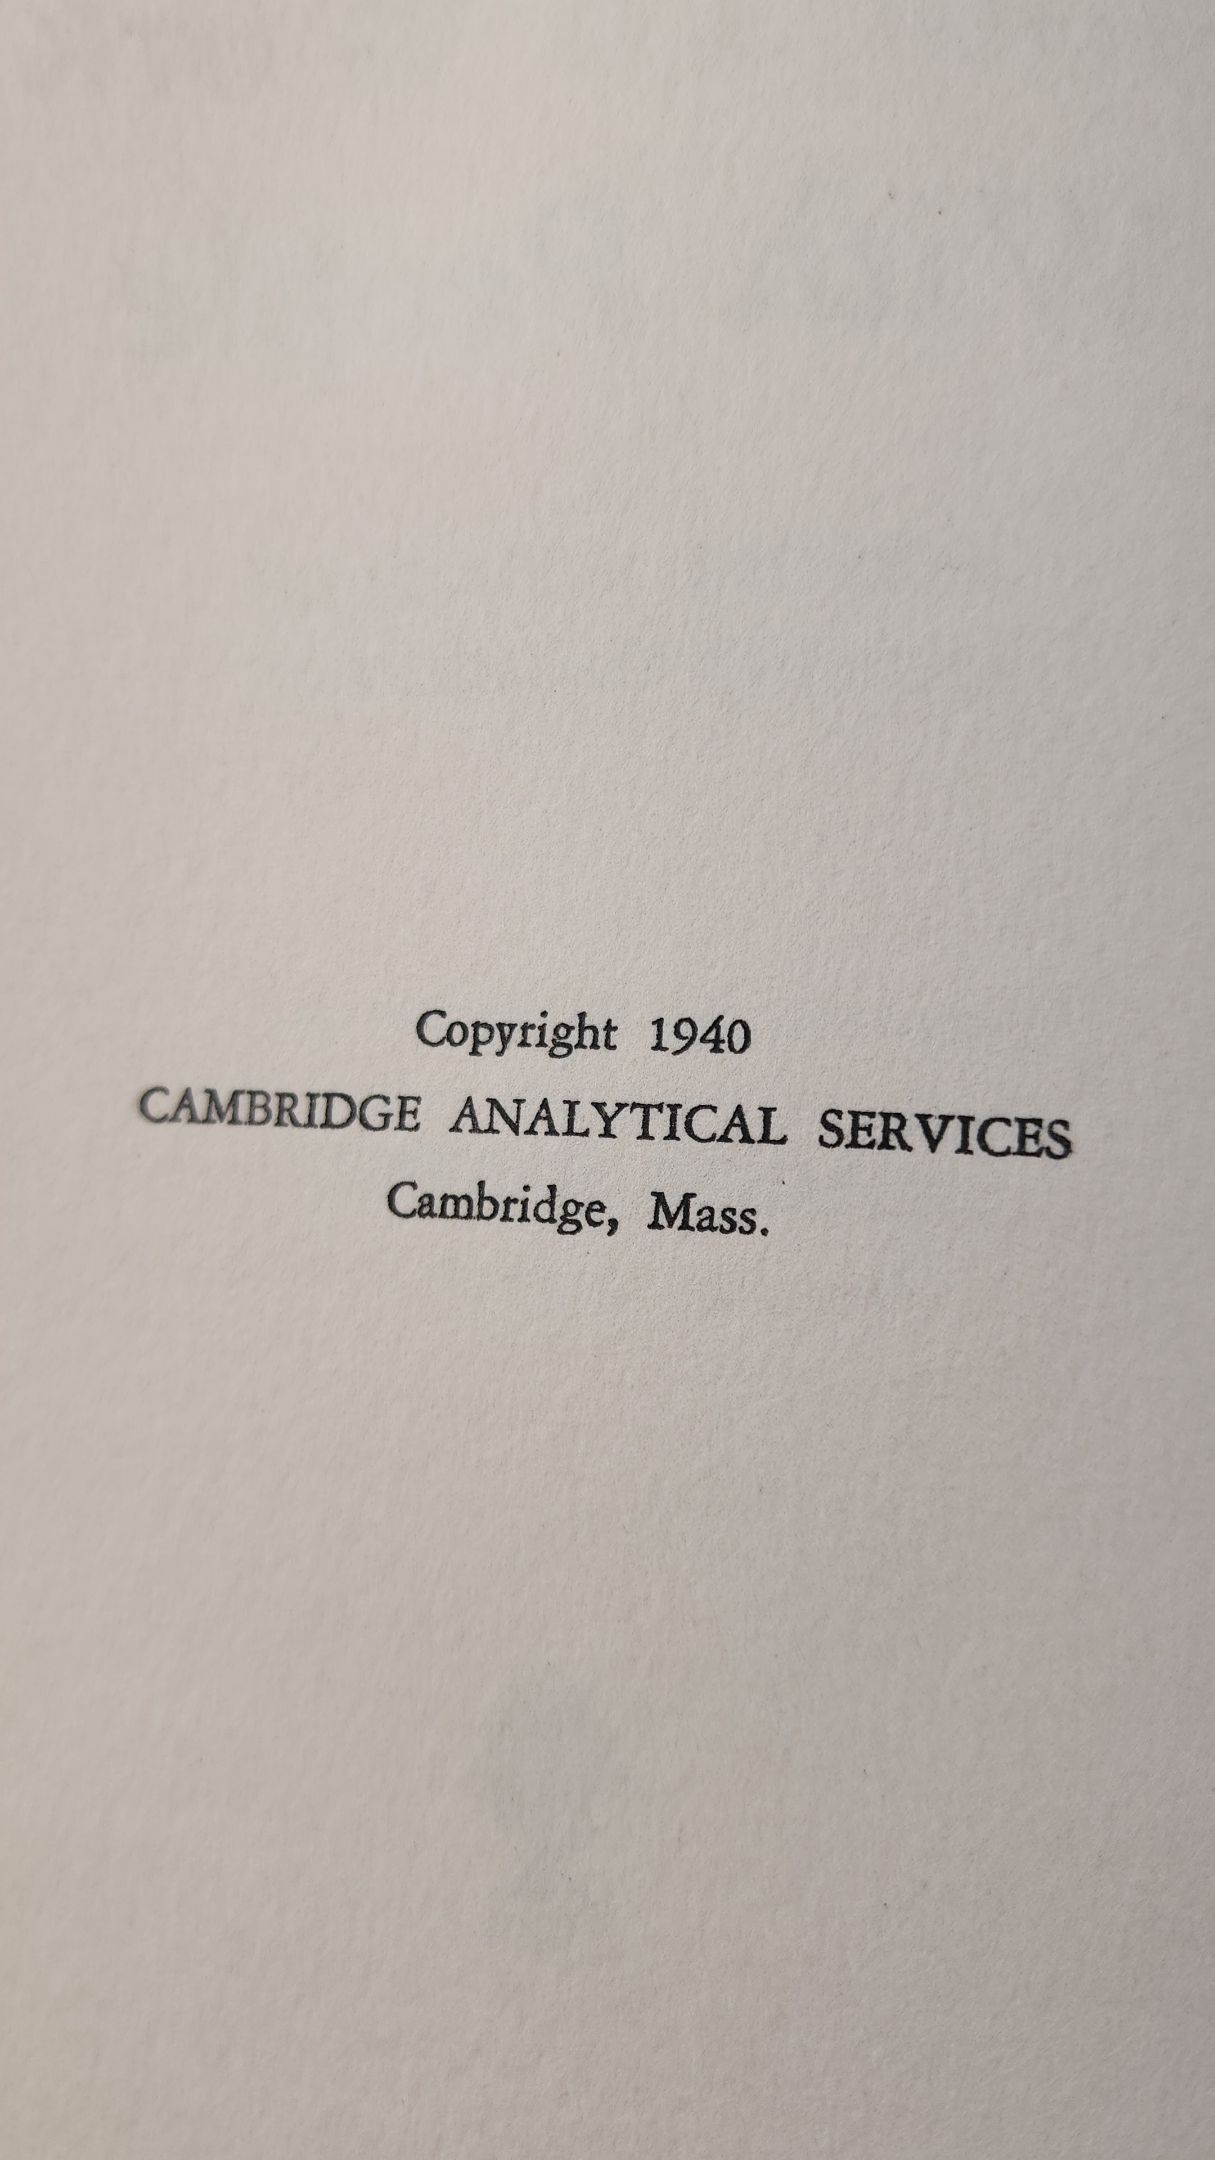 Copyright 1940
CAMBRIDGE ANALYTICAL SERVICES
Cambridge, Mass.